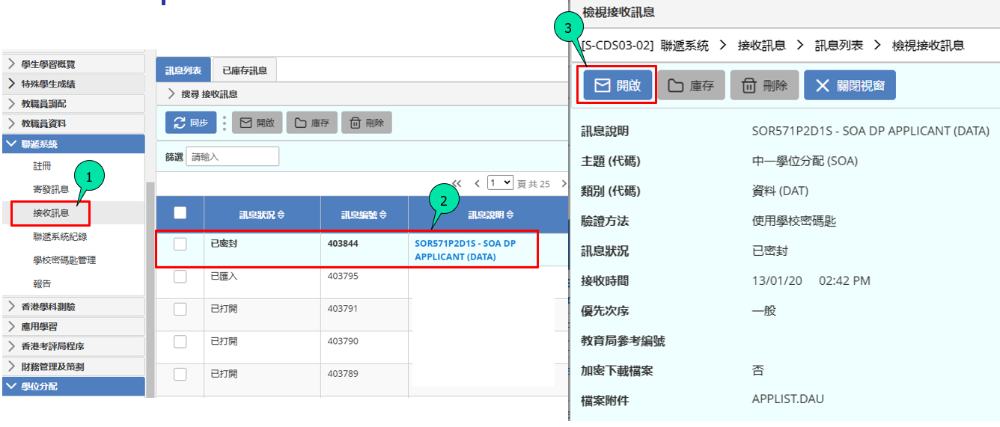 學生學習概覽
特殊學生成績
教職員調配
教職員資料
聯遞系統
註冊
1
寄發訊息
接收訊息
聯遞系統紀錄
學校密碼匙管理
報告
香港學科測驗
應用學習
香港考評局程序
財務管理及策劃
學位分配
訊息列表 已庫存訊息
搜尋 接收訊息
同步 開啟 庫存 刪除
篩選 請輸入
1 頁 共 25
2
訊息狀況 訊息編號 訊息說明
已密封 403844 SOR571P2D1S - SOA DP
APPLICANT (DATA)
已匯入 403795
已打開 403791
已打開 403790
已打開 403789
檢視接收訊息
3
[S-CDS03-02] 聯遞系統 > 接收訊息 > 訊息列表 > 檢視接收訊息
開啟 庫存 刪除 關閉視窗
訊息說明 SOR571P2D1S - SOA DP APPLICANT (DATA)
主題 (代碼) 中一學位分配 (SOA)
類別 (代碼) 資料 (DAT)
驗證方法 使用學校密碼匙
訊息狀況 已密封
接收時間 13/01/20 02:42 PM
優先次序 一般
教育局參考編號
加密下載檔案 否
檔案附件 APPLIST.DAU